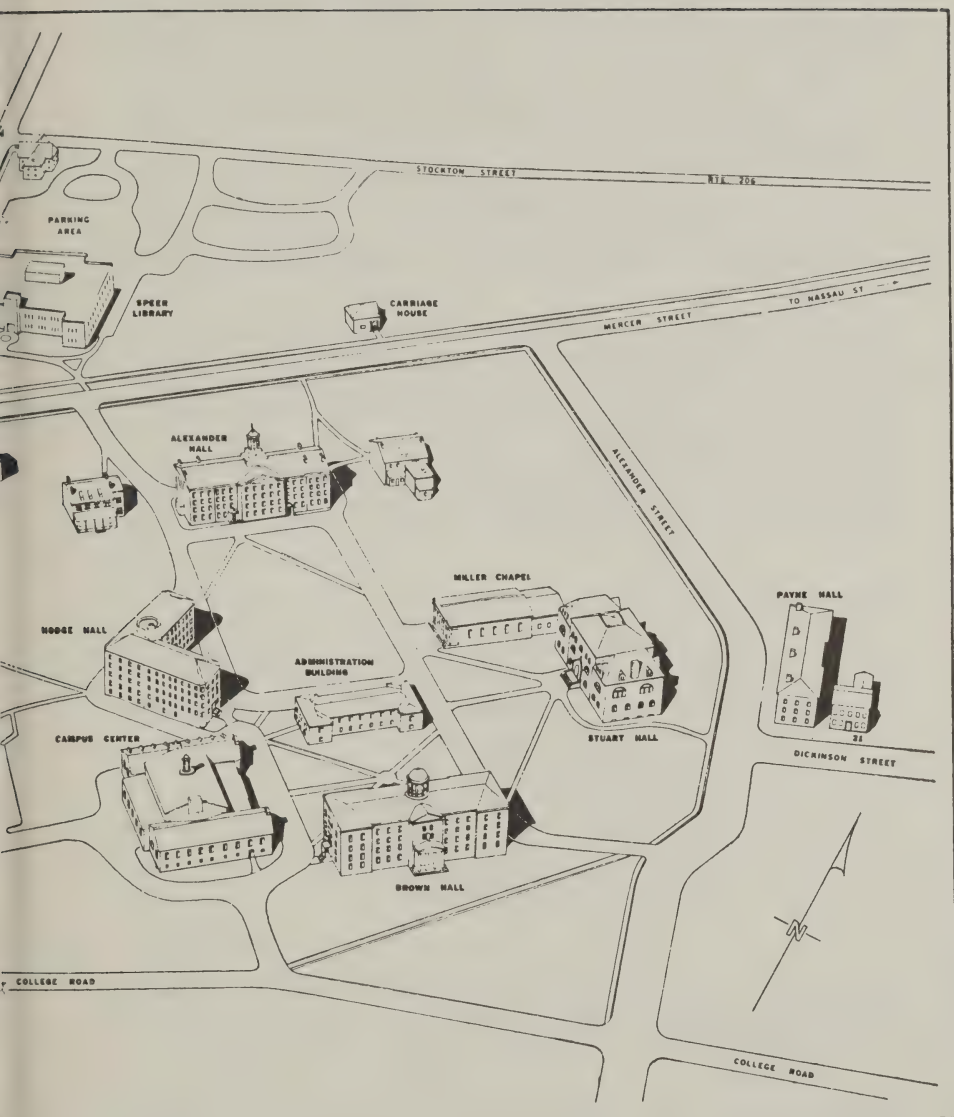 STOCKTON STREET
RTE. 206
PARKING
AREA
SPEER
LIBRARY
CARRIAGE
HOUSE
MERCER STREET
TO NASSAU ST
ALEXANDER
HALL
ALEXANDER STREET
MILLER CHAPEL
PAYNE HALL
HODGE HALL
ADMINISTRATION
BUILDING
STUART HALL
21
DICKINSON STREET
CAMPUS CENTER
BROWN HALL
N
COLLEGE ROAD
COLLEGE ROAD